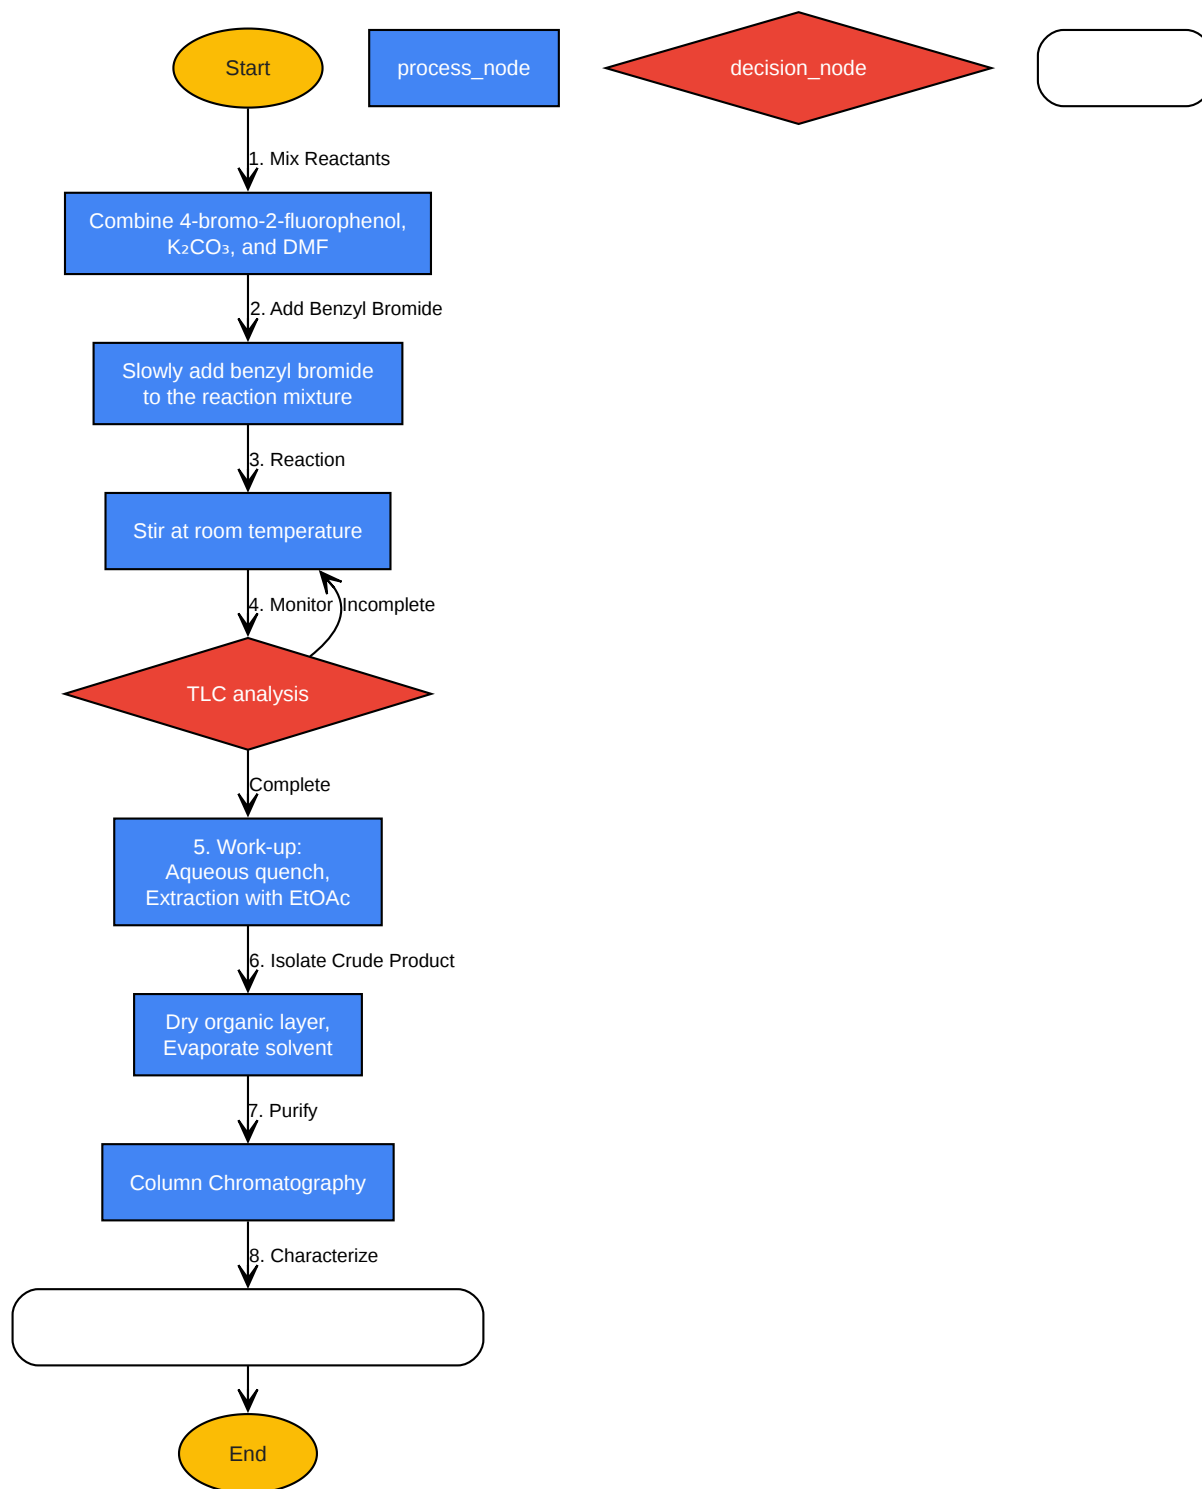 Start
process_node
decision_node
1. Mix Reactants
Combine 4-bromo-2-fluorophenol,
K₂CO₃, and DMF
2. Add Benzyl Bromide
Slowly add benzyl bromide
to the reaction mixture
3. Reaction
Stir at room temperature
4. Monitor
Incomplete
TLC analysis
Complete
5. Work-up:
Aqueous quench,
Extraction with EtOAc
6. Isolate Crude Product
Dry organic layer,
Evaporate solvent
7. Purify
Column Chromatography
8. Characterize
End